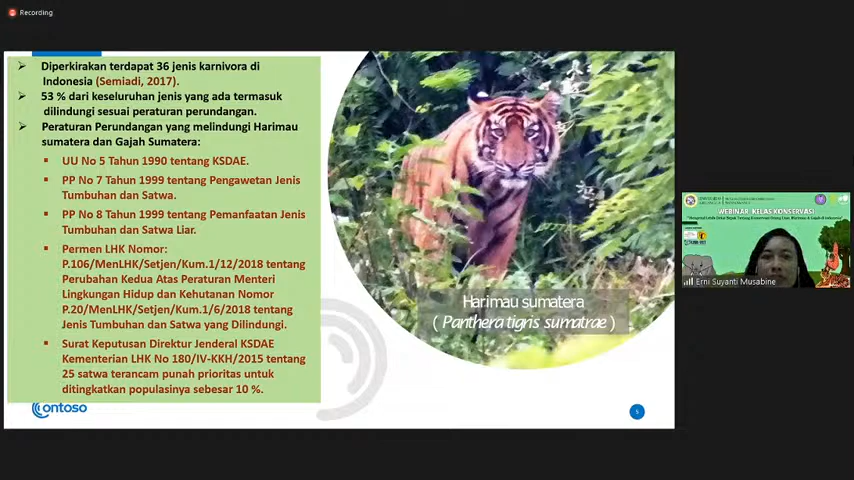 Recording
Diperkirakan terdapat 36 jenis karnivora di
Indonesia (Semiadi, 2017).
53 % dari keseluruhan jenis yang ada termasuk
dilindungi sesuai peraturan perundangan.
Peraturan Perundangan yang melindungi Harimau
sumatera dan Gajah Sumatera:
UU No 5 Tahun 1990 tentang KSDAE.
PP No 7 Tahun 1999 tentang Pengawetan Jenis
Tumbuhan dan Satwa.
PP No 8 Tahun 1999 tentang Pemanfaatan Jenis
Tumbuhan dan Satwa Liar.
Permen LHK Nomor:
P.106/MenLHK/Setjen/Kum.1/12/2018 tentang
Perubahan Kedua Atas Peraturan Menteri
Lingkungan Hidup dan Kehutanan Nomor
P.20/MenLHK/Setjen/Kum.1/6/2018 tentang
Jenis Tumbuhan dan Satwa yang Dilindungi.
Surat Keputusan Direktur Jenderal KSDAE
Kementerian LHK No 180/IV-KKH/2015 tentang
25 satwa terancam punah prioritas untuk
ditingkatkan populasinya sebesar 10 %.
Harimau sumatera
( Panthera tigris sumatrae )
ontoso
5
WEBINAR KELAS KONSERVASI
Erni Suyanti Musabine